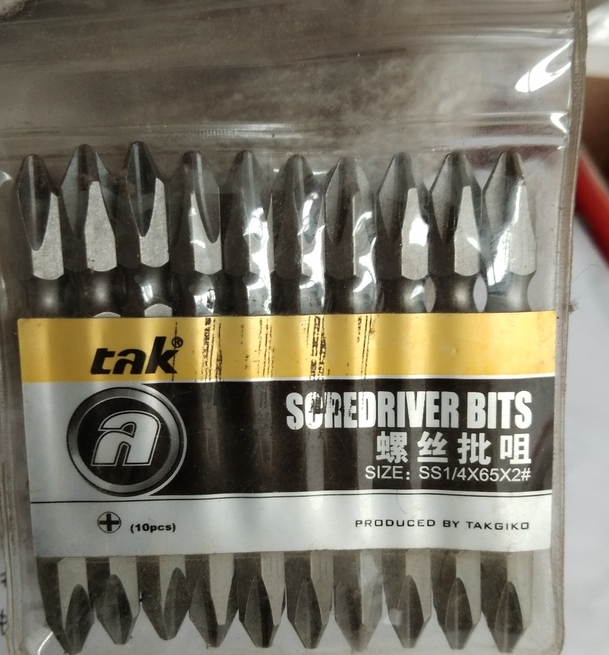 tak®
SCREDRIVER BITS
螺丝批咀
SIZE: SS1/4X65X2#
(10pcs)
PRODUCED BY TAKGIKO